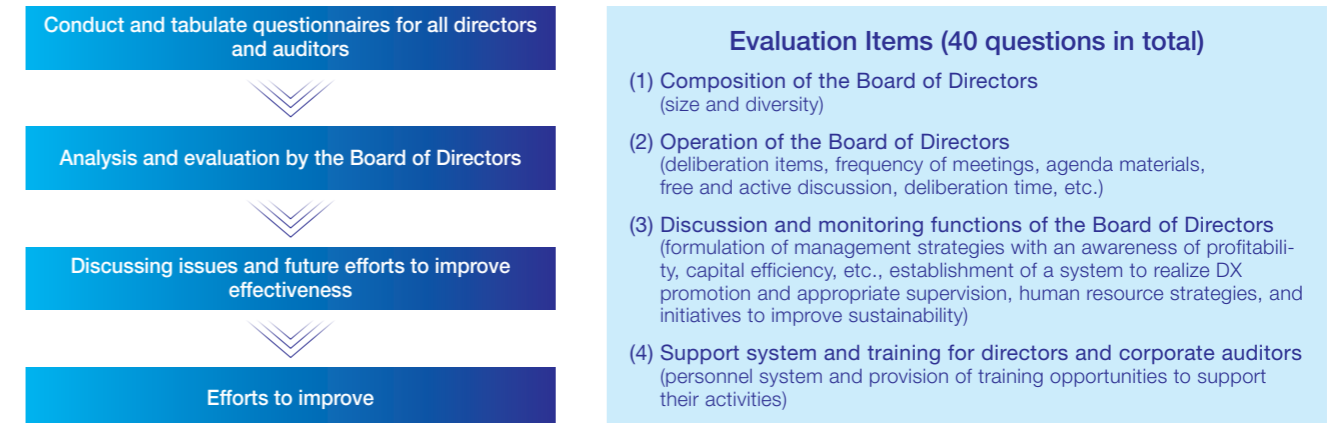 Conduct and tabulate questionnaires for all directors
and auditors
Analysis and evaluation by the Board of Directors
Discussing issues and future efforts to improve
effectiveness
Efforts to improve
Evaluation Items (40 questions in total)
(1) Composition of the Board of Directors
(size and diversity)
(2) Operation of the Board of Directors
(deliberation items, frequency of meetings, agenda materials,
free and active discussion, deliberation time, etc.)
(3) Discussion and monitoring functions of the Board of Directors
(formulation of management strategies with an awareness of profitabili-
ty, capital efficiency, etc., establishment of a system to realize DX
promotion and appropriate supervision, human resource strategies, and
initiatives to improve sustainability)
(4) Support system and training for directors and corporate auditors
(personnel system and provision of training opportunities to support
their activities)